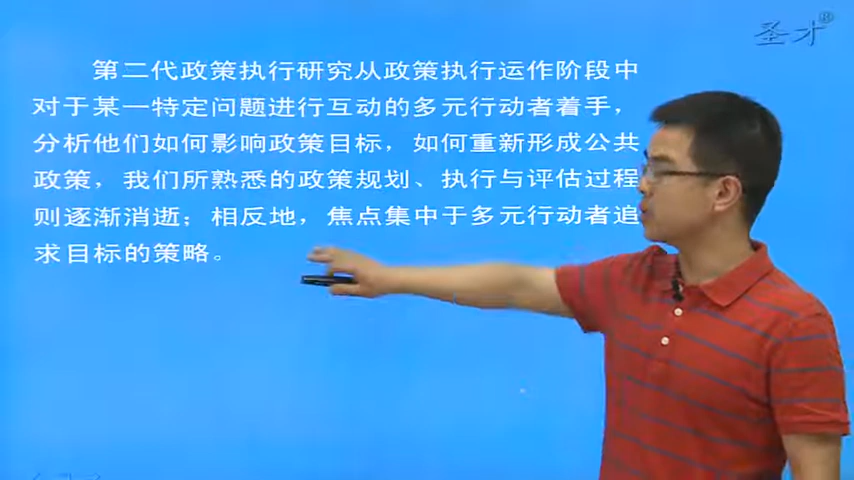 圣才®
第二代政策执行研究从政策执行运作阶段中
对于某一特定问题进行互动的多元行动者着手，
分析他们如何影响政策目标，如何重新形成公共
政策，我们所熟悉的政策规划、执行与评估过程
则逐渐消逝；相反地，焦点集中于多元行动者追
求目标的策略。